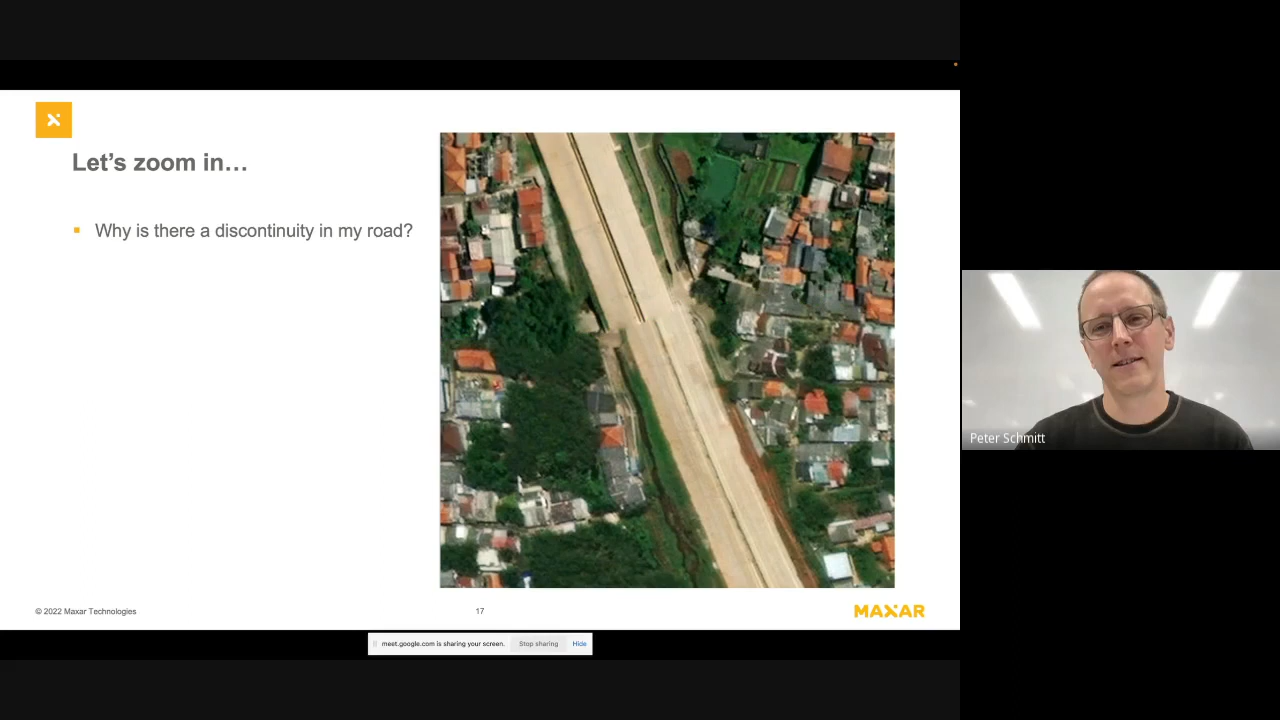 Let's zoom in…
Why is there a discontinuity in my road?
© 2022 Maxar Technologies
17
MAXAR
meet.google.com is sharing your screen.
Stop sharing
Hide
Peter Schmitt